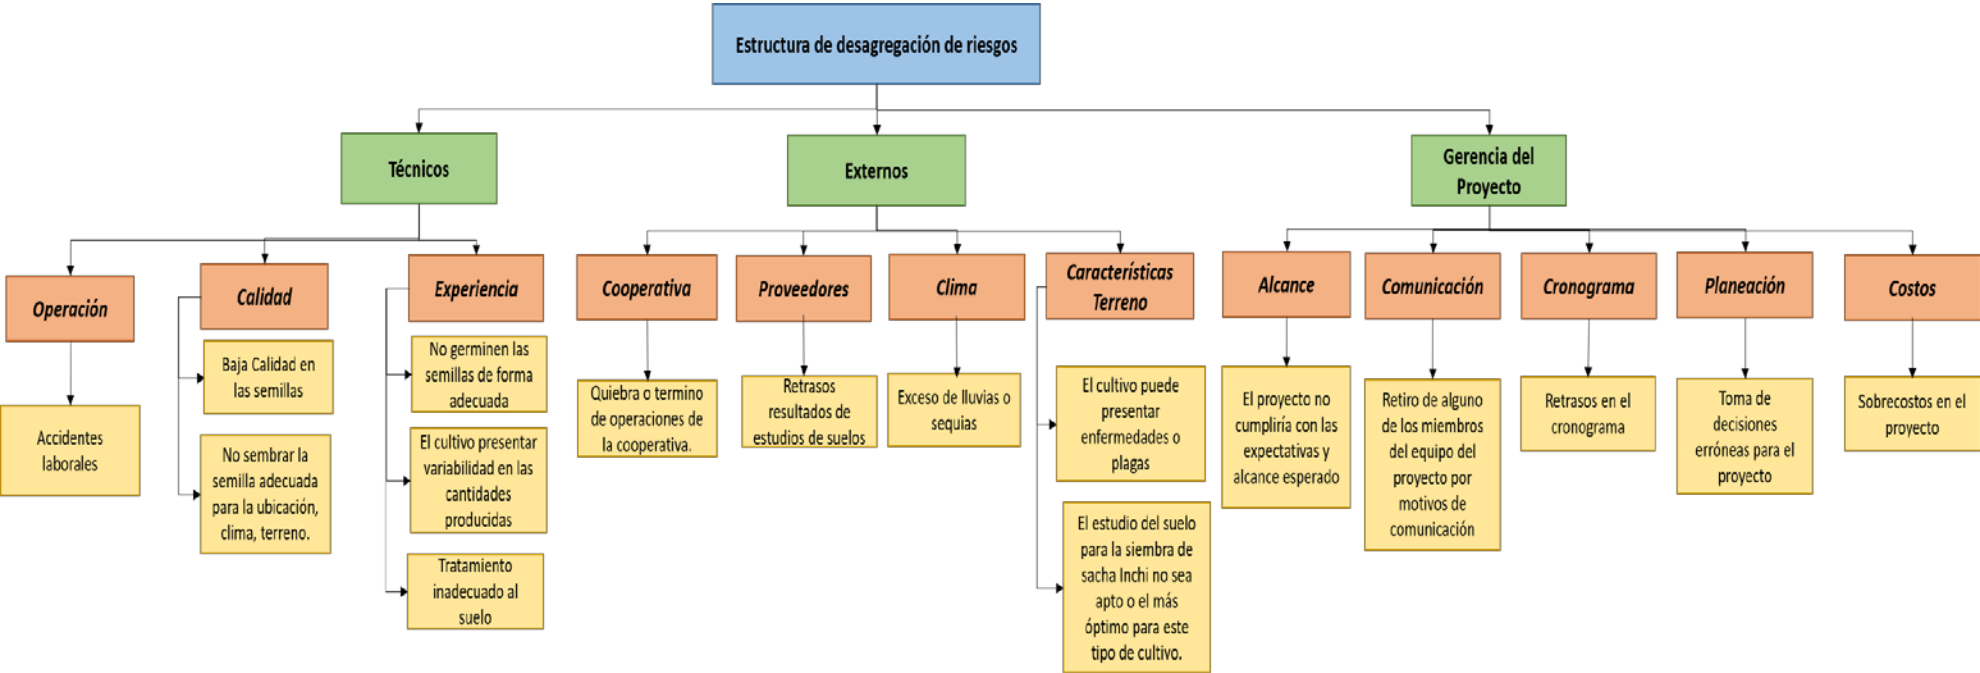 Estructura de desagregación de riesgos
Técnicos
Externos
Gerencia del
Proyecto
Operación
Calidad
Experiencia
Cooperativa
Proveedores
Clima
Características
Terreno
Alcance
Comunicación
Cronograma
Planeación
Costos
Accidentes
laborales
Baja Calidad en
las semillas
No sembrar la
semilla adecuada
para la ubicación,
clima, terreno.
No germinen las
semillas de forma
adecuada
El cultivo presentar
variabilidad en las
cantidades
producidas
Tratamiento
inadecuado al
suelo
Quiebra o termino
de operaciones de
la cooperativa.
Retrasos
resultados de
estudios de suelos
Exceso de lluvias o
sequias
El cultivo puede
presentar
enfermedades o
plagas
El estudio del suelo
para la siembra de
sacha Inchi no sea
apto o el más
óptimo para este
tipo de cultivo.
El proyecto no
cumpliría con las
expectativas y
alcance esperado
Retiro de alguno
de los miembros
del equipo del
proyecto por
motivos de
comunicación
Retrasos en el
cronograma
Toma de
decisiones
erróneas para el
proyecto
Sobrecostos en el
proyecto